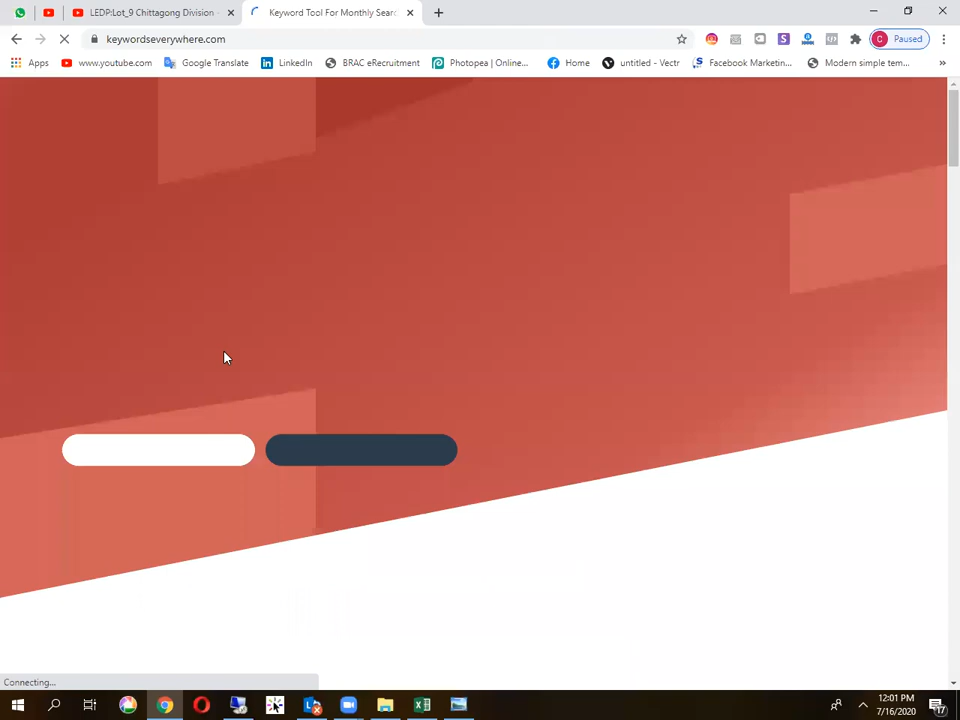 LEDP:Lot_9 Chittagong Division -
Keyword Tool For Monthly Searc
keywordseverywhere.com
C
Paused
Apps
www.youtube.com
Google Translate
LinkedIn
BRAC eRecruitment
Photopea | Online...
Home
untitled - Vectr
Facebook Marketin...
Modern simple tem...
»
Connecting...
12:01 PM
7/16/2020
17